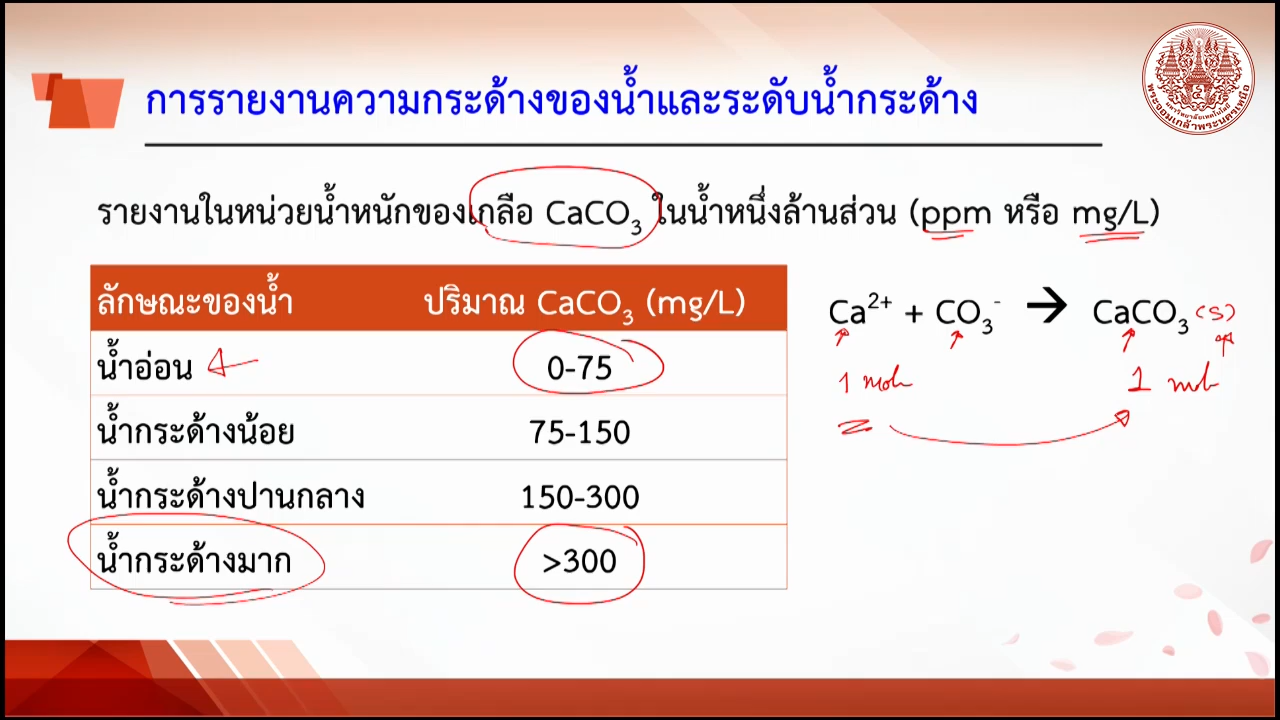 การรายงานความกระด้างของน้ำและระดับน้ำกระด้าง
รายงานในหน่วยน้ำหนักของเกลือ CaCO₃ ในน้ำหนึ่งล้านส่วน (ppm หรือ mg/L)
ลักษณะของน้ำ ปริมาณ CaCO₃ (mg/L)
น้ำอ่อน 0-75
น้ำกระด้างน้อย 75-150
น้ำกระด้างปานกลาง 150-300
น้ำกระด้างมาก >300
Ca²⁺ + CO₃⁻ → CaCO₃ (s)
1 mol 1 mol